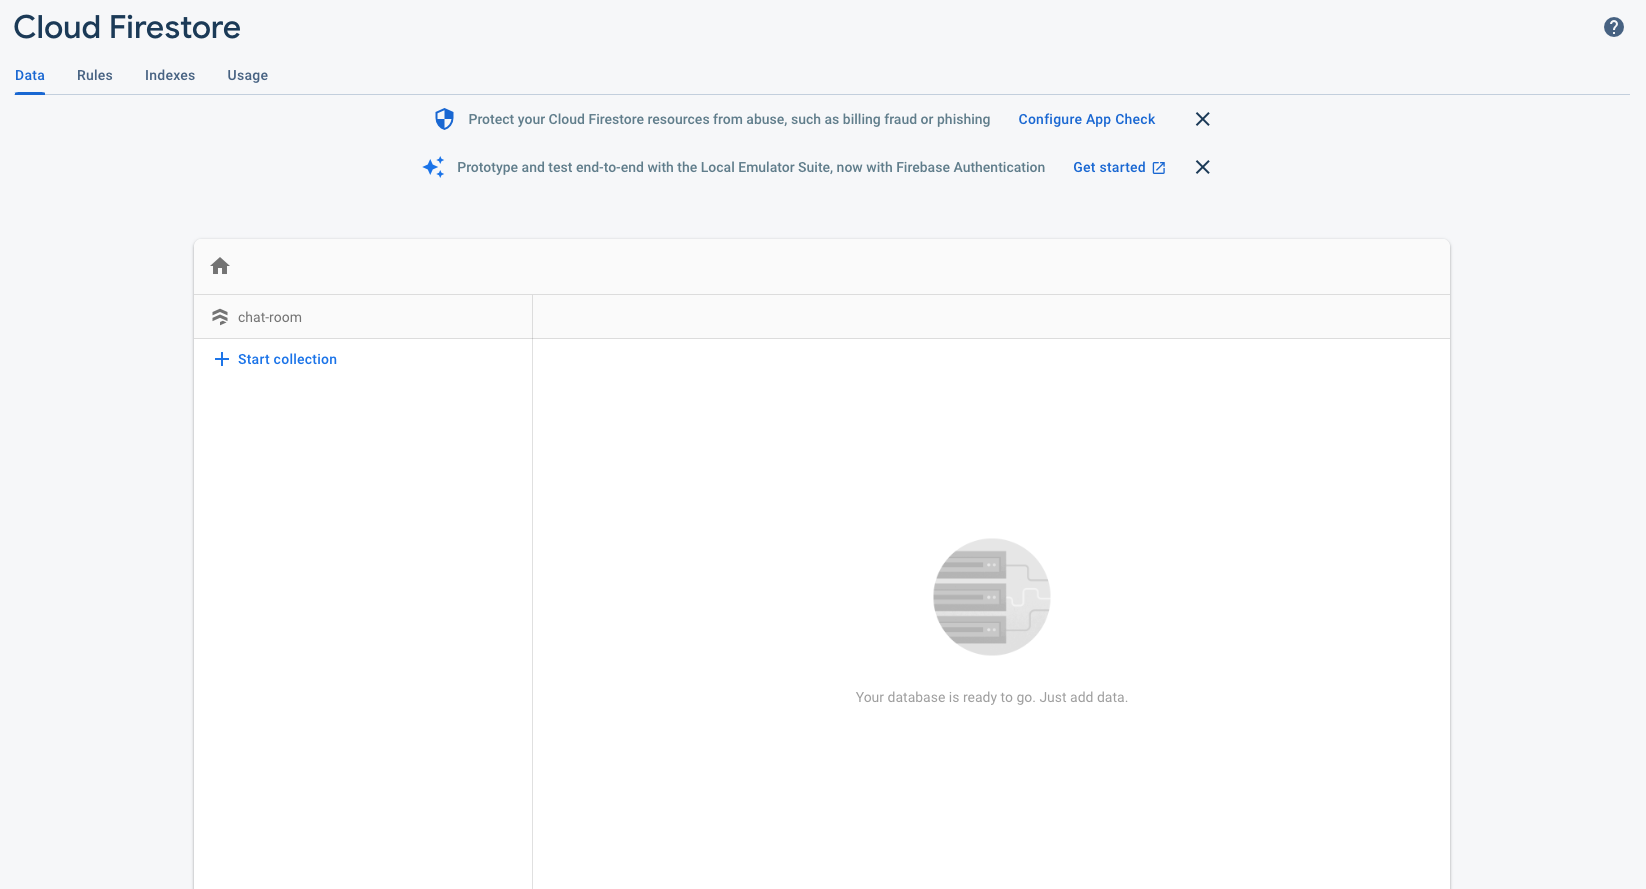 Cloud Firestore
Data Rules Indexes Usage
Protect your Cloud Firestore resources from abuse, such as billing fraud or phishing Configure App Check
Prototype and test end-to-end with the Local Emulator Suite, now with Firebase Authentication Get started
chat-room
Start collection
Your database is ready to go. Just add data.